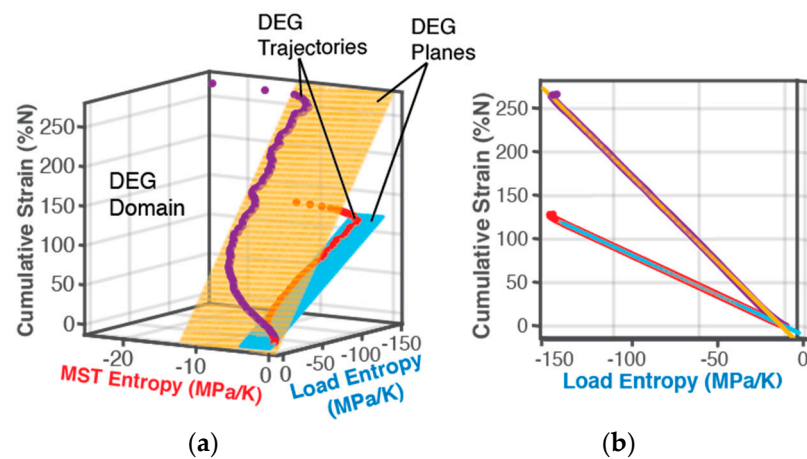 DEG
Trajectories
DEG
Planes
DEG
Domain
Cumulative Strain (%N)
250
200
150
100
50
0
-20
-10
0
0
-50
-100
-150
MST Entropy (MPa/K)
Load Entropy
(MPa/K)
(a)
Cumulative Strain (%N)
250
200
150
100
50
0
-150
-100
-50
0
Load Entropy (MPa/K)
(b)